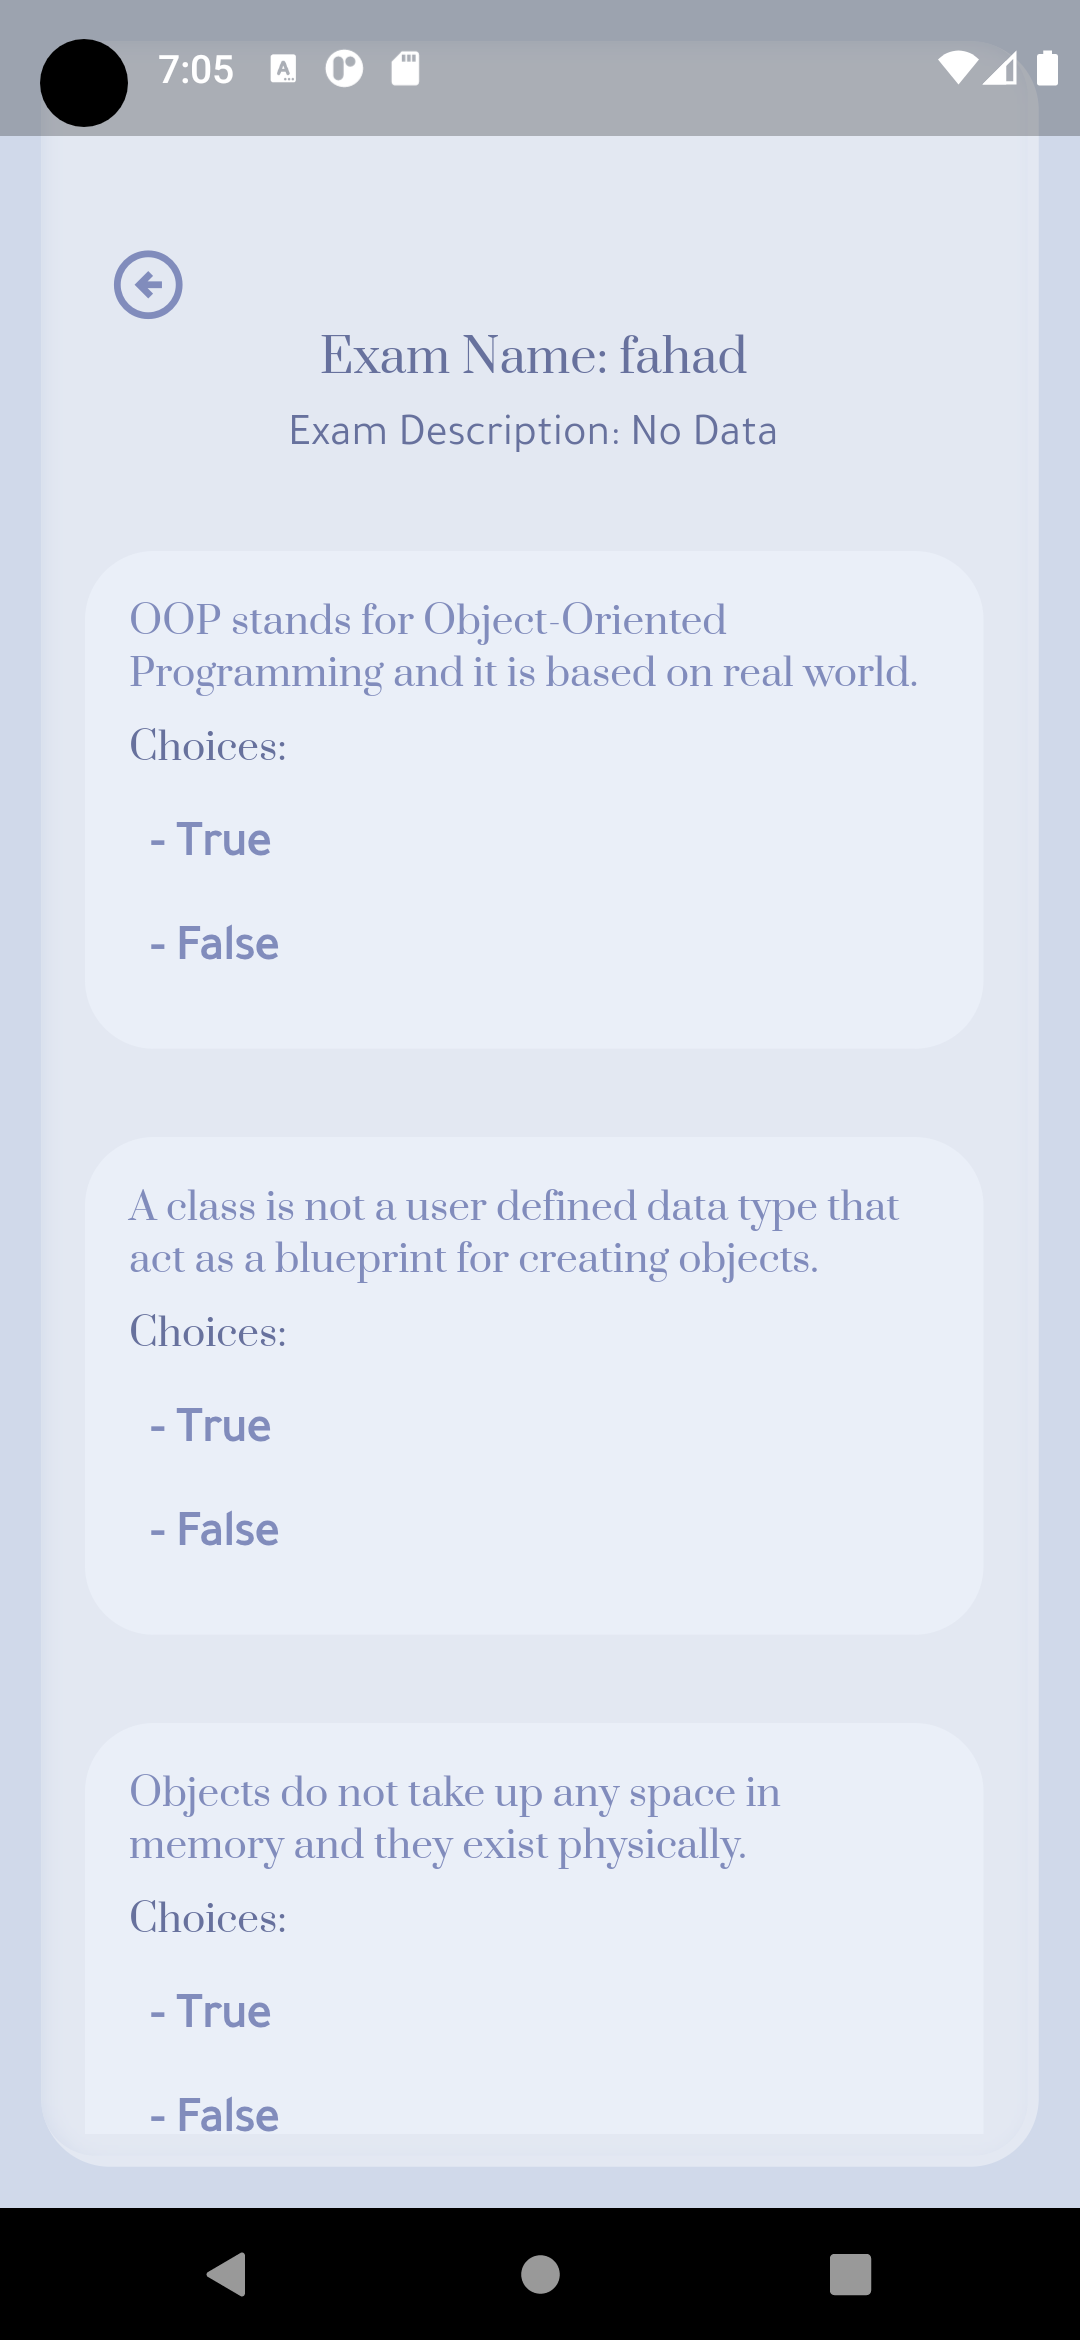 7:05
Exam Name: fahad
Exam Description: No Data
OOP stands for Object-Oriented
Programming and it is based on real world.
Choices:
- True
- False
A class is not a user defined data type that
act as a blueprint for creating objects.
Choices:
- True
- False
Objects do not take up any space in
memory and they exist physically.
Choices:
- True
- False